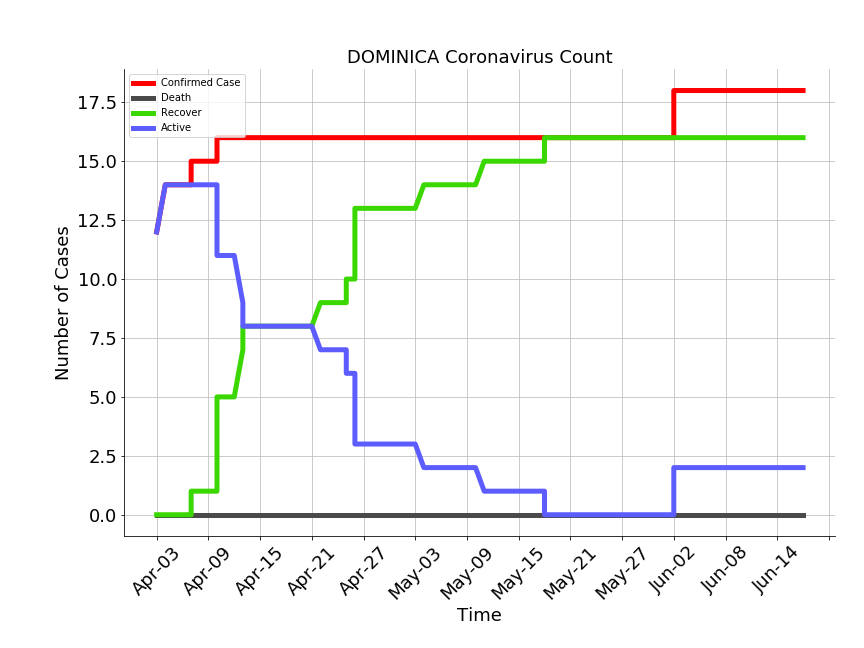 DOMINICA Coronavirus Count
Confirmed Case
Death
Recover
Active
17.5
15.0
12.5
10.0
7.5
5.0
2.5
0.0
Number of Cases
Apr-03 Apr-09 Apr-15 Apr-21 Apr-27 May-03 May-09 May-15 May-21 May-27 Jun-02 Jun-08 Jun-14
Time